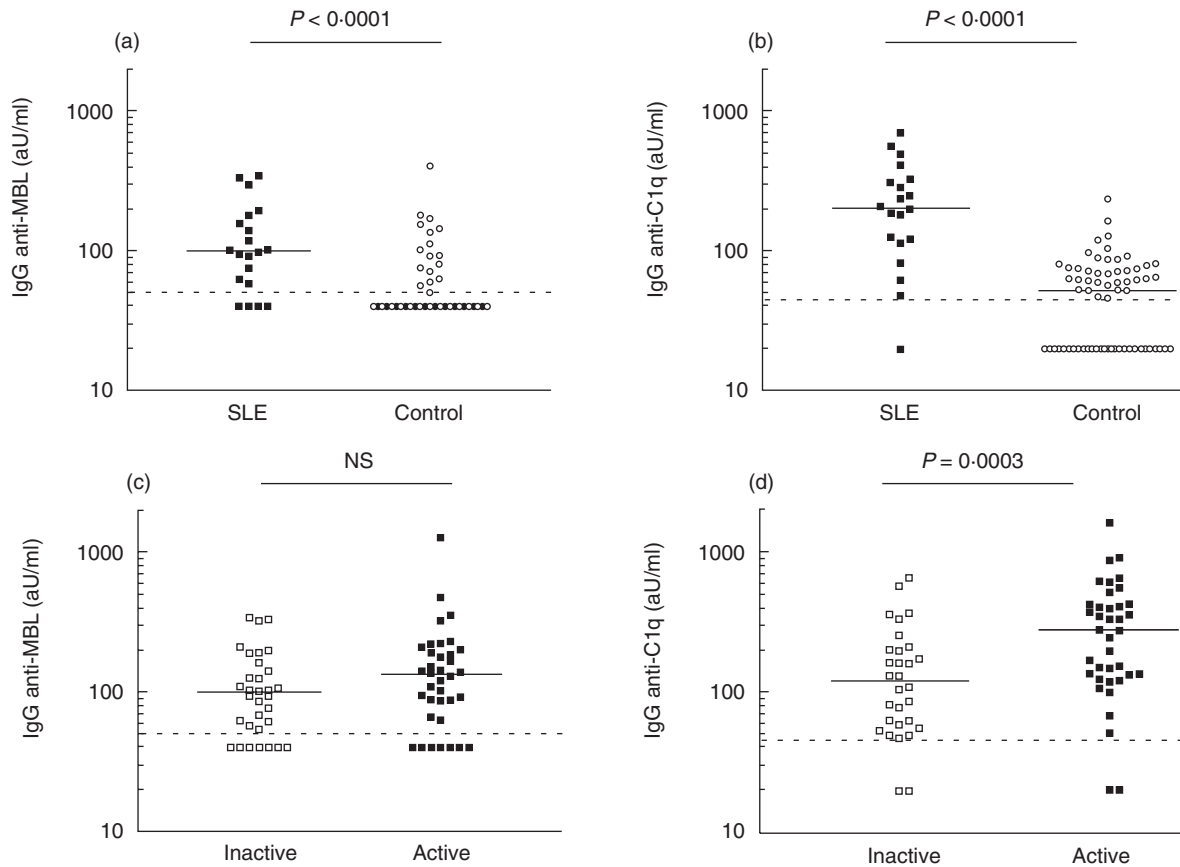 P < 0·0001
(a)
IgG anti-MBL (aU/ml)
1000
100
10
SLE Control
P < 0·0001
(b)
IgG anti-C1q (aU/ml)
1000
100
10
SLE Control
NS
(c)
IgG anti-MBL (aU/ml)
1000
100
10
Inactive Active
P = 0·0003
(d)
IgG anti-C1q (aU/ml)
1000
100
10
Inactive Active